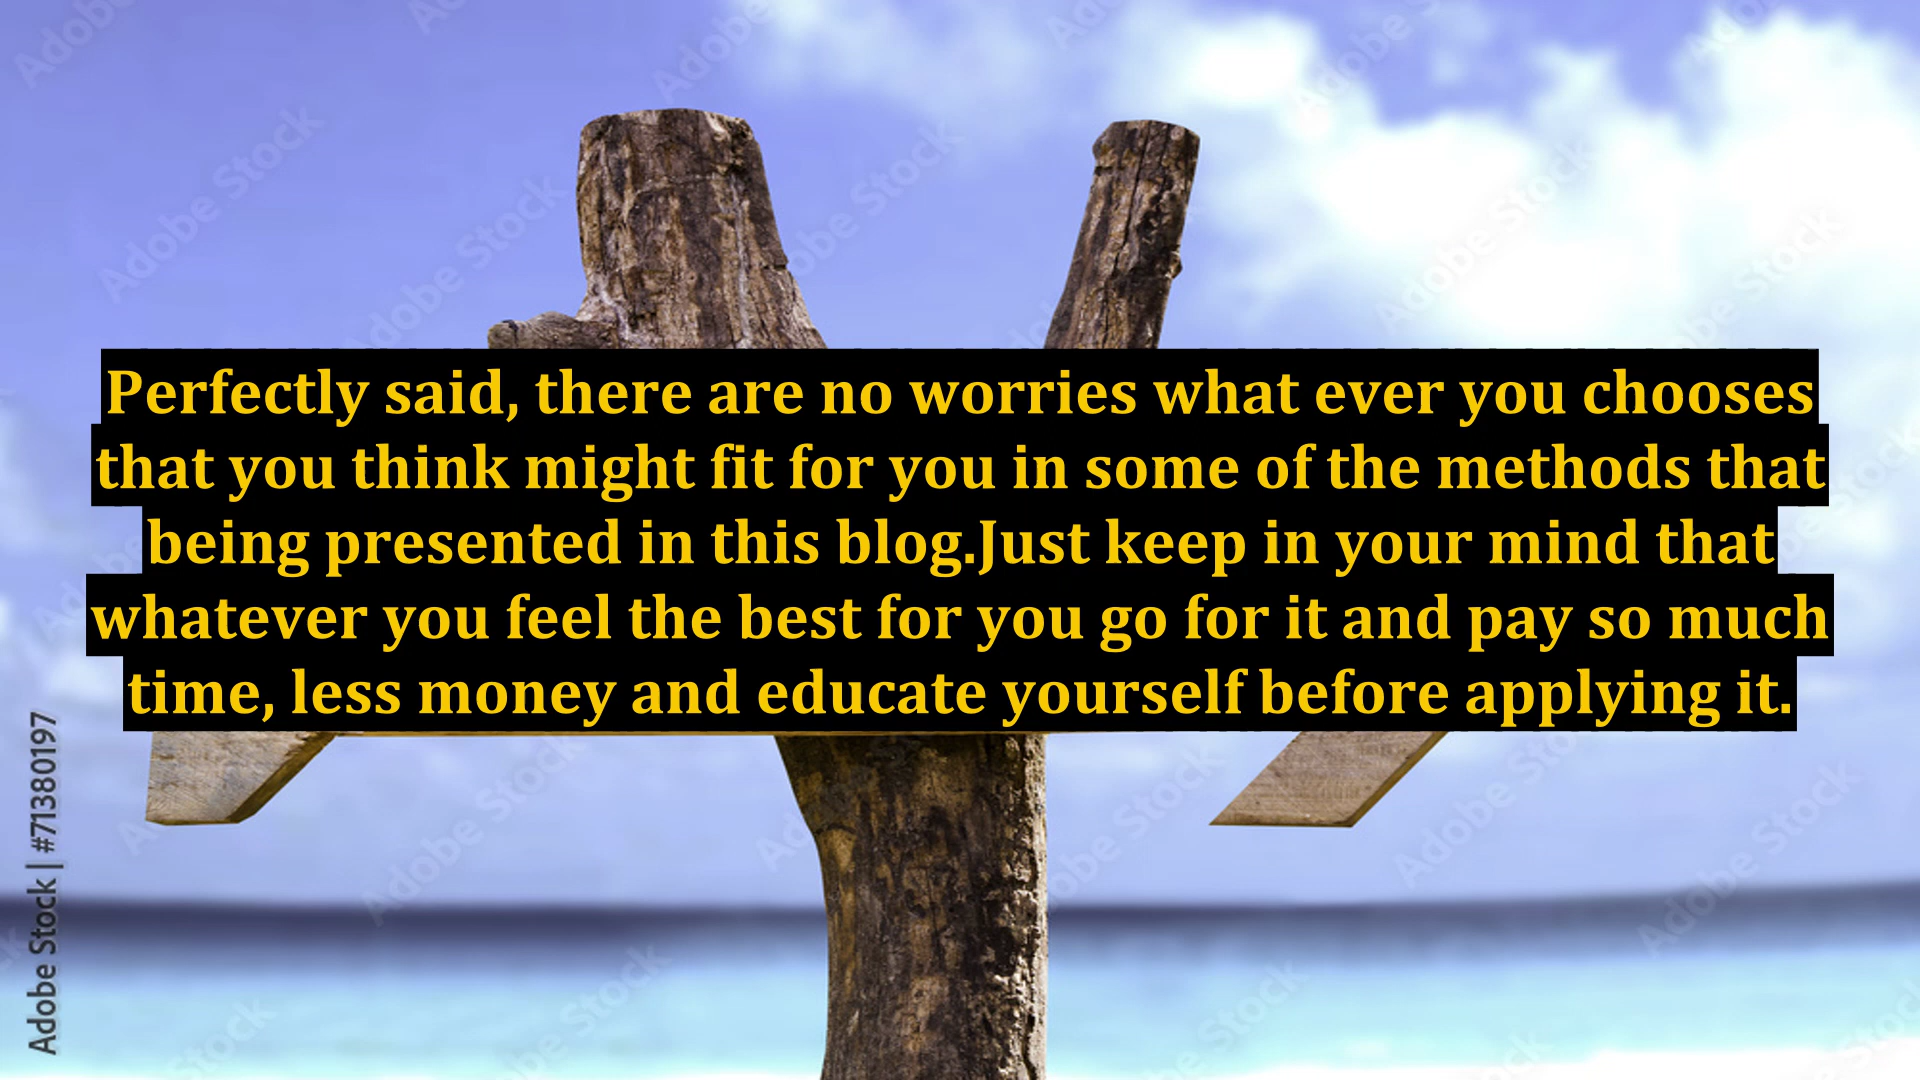 Perfectly said, there are no worries what ever you chooses
that you think might fit for you in some of the methods that
being presented in this blog.Just keep in your mind that
whatever you feel the best for you go for it and pay so much
time, less money and educate yourself before applying it.
Adobe Stock | #71380197
Adobe Stock